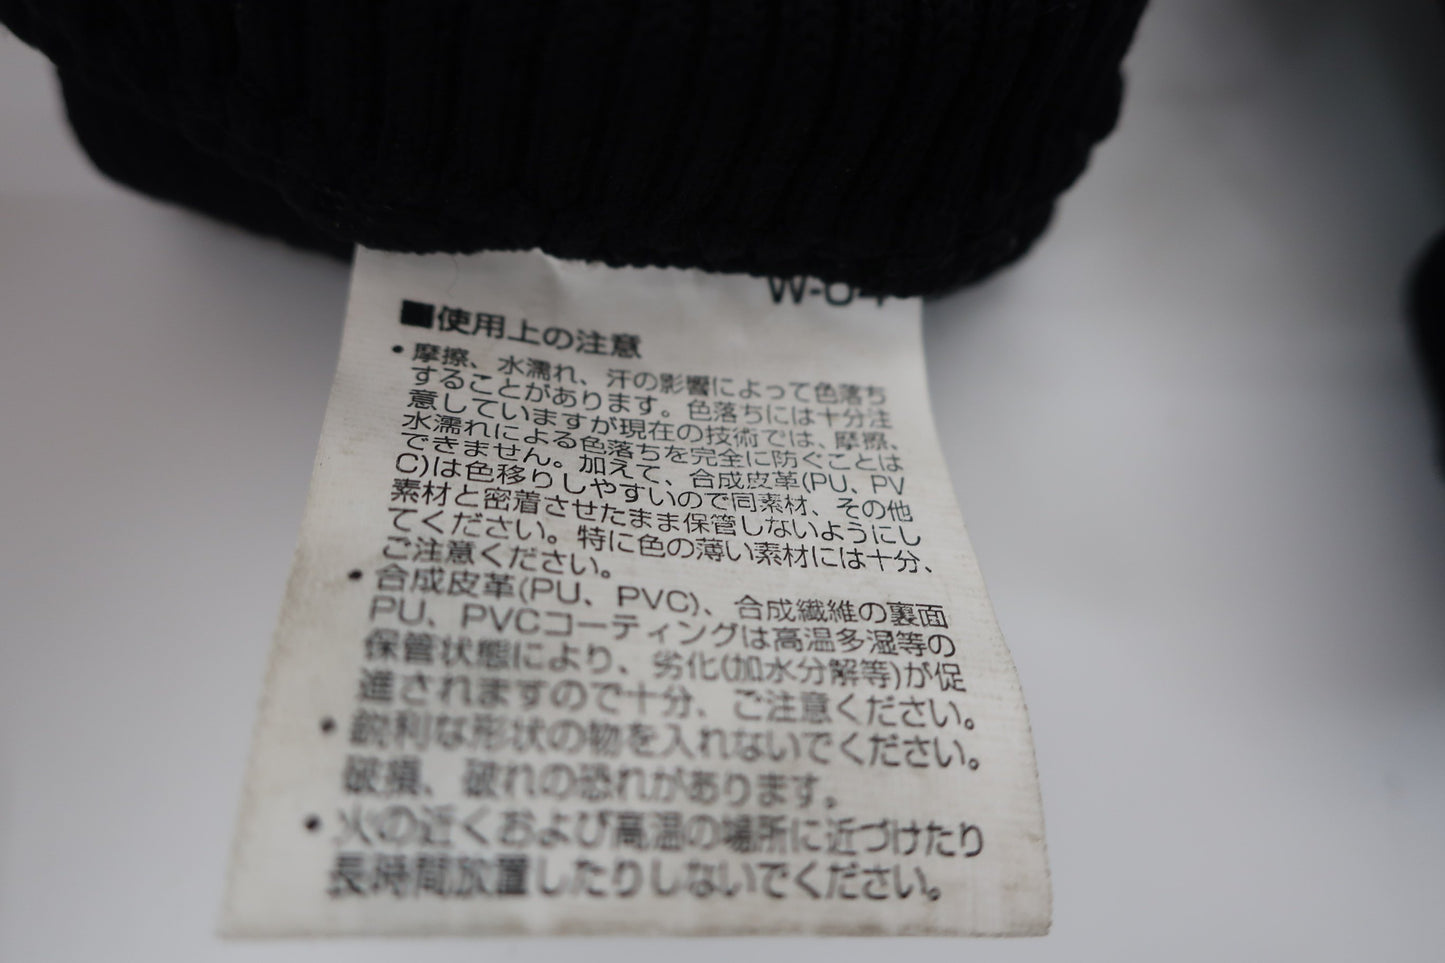 W-04
■使用上の注意
・摩擦、水濡れ、汗の影響によって色落ち
することがあります。色落ちには十分注
意していますが現在の技術では、摩擦、
水濡れによる色落ちを完全に防ぐことは
できません。加えて、合成皮革(PU、PV
C)は色移りしやすいので同素材、その他
素材と密着させたまま保管しないようにし
てください。特に色の薄い素材には十分、
ご注意ください。
・合成皮革(PU、PVC)、合成繊維の裏面
PU、PVCコーティングは高温多湿等の
保管状態により、劣化(加水分解等)が促
進されますので十分、ご注意ください。
・鋭利な形状の物を入れないでください。
破損、破れの恐れがあります。
・火の近くおよび高温の場所に近づけたり
長時間放置したりしないでください。